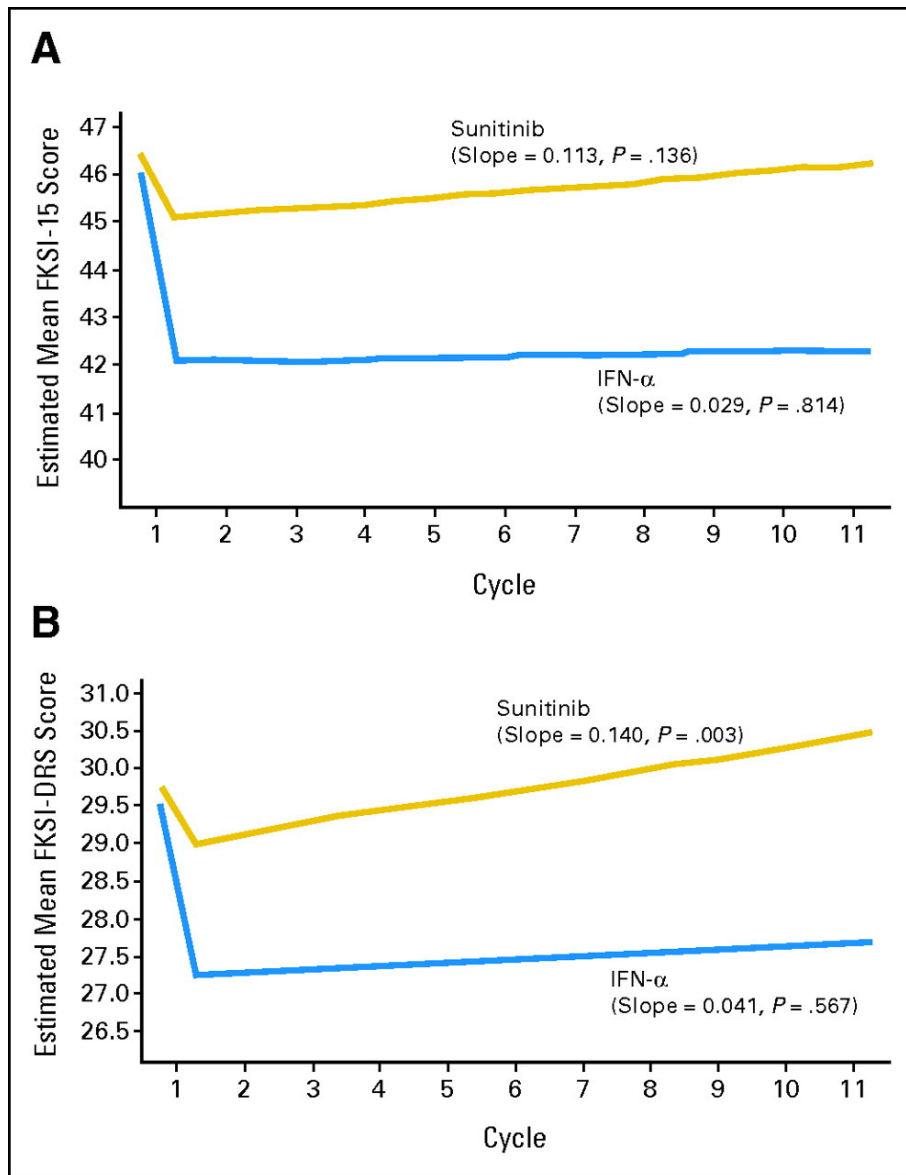 A
Estimated Mean FKSI-15 Score
47
46
45
44
43
42
41
40
Sunitinib
(Slope = 0.113, P = .136)
IFN-α
(Slope = 0.029, P = .814)
1 2 3 4 5 6 7 8 9 10 11
Cycle
B
Estimated Mean FKSI-DRS Score
31.0
30.5
30.0
29.5
29.0
28.5
28.0
27.5
27.0
26.5
Sunitinib
(Slope = 0.140, P = .003)
IFN-α
(Slope = 0.041, P = .567)
1 2 3 4 5 6 7 8 9 10 11
Cycle